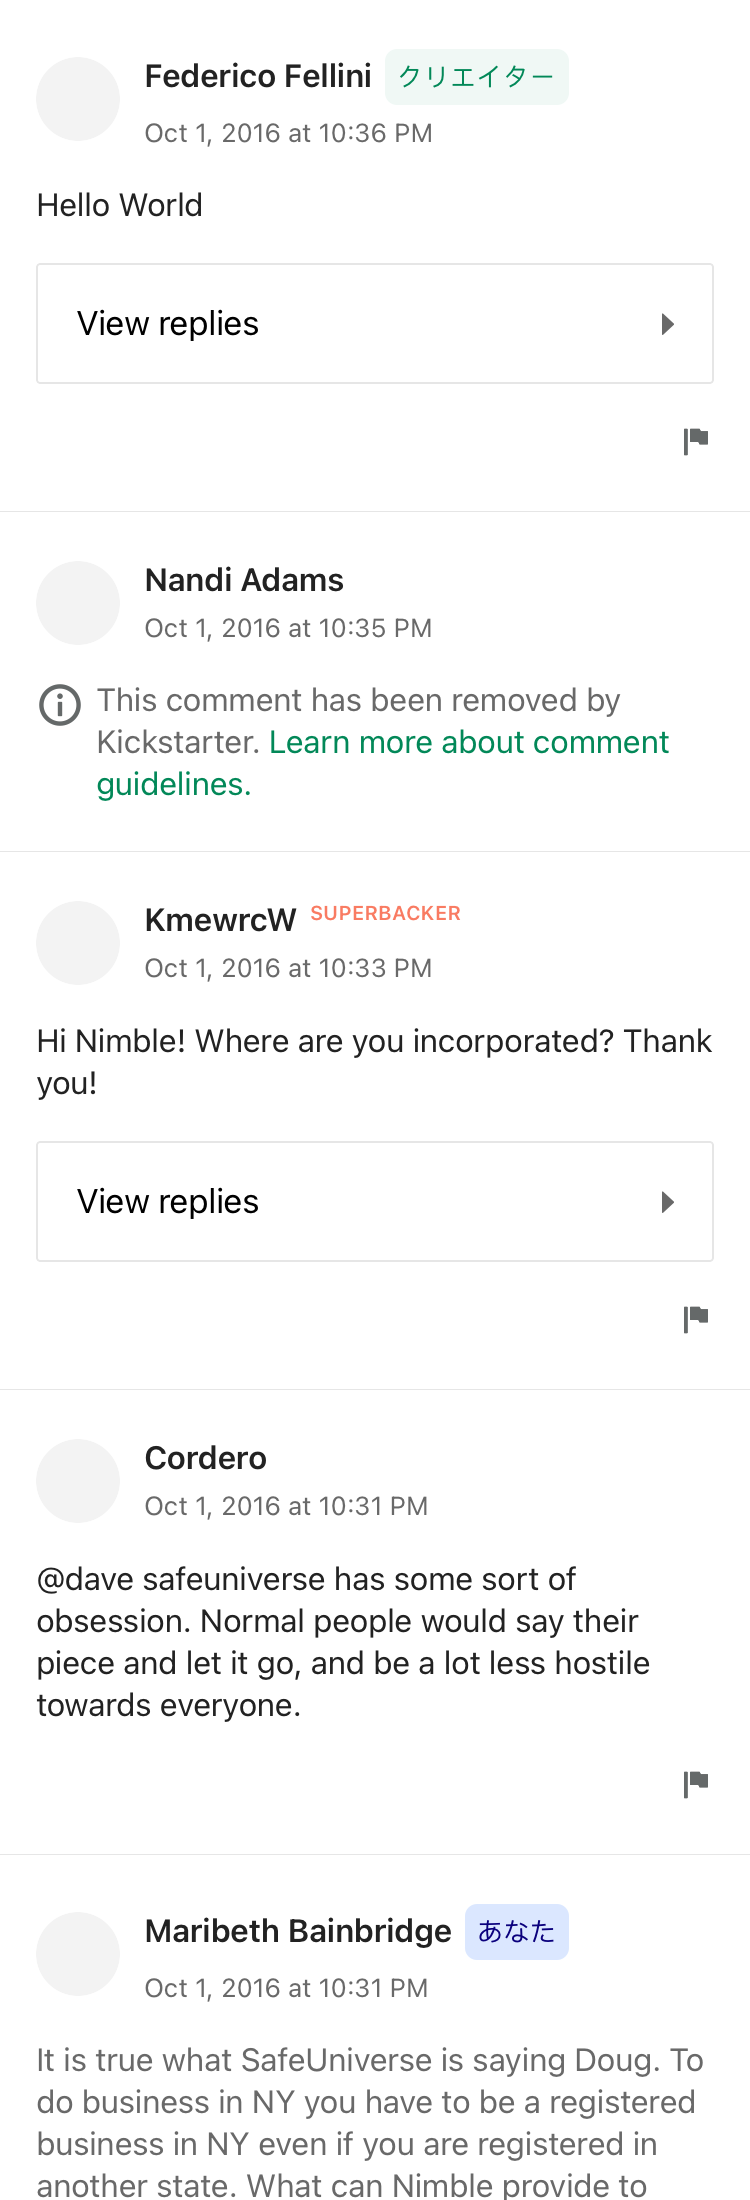 Federico Fellini クリエイター
Oct 1, 2016 at 10:36 PM
Hello World
View replies
Nandi Adams
Oct 1, 2016 at 10:35 PM
This comment has been removed by
Kickstarter. Learn more about comment
guidelines.
KmewrcW SUPERBACKER
Oct 1, 2016 at 10:33 PM
Hi Nimble! Where are you incorporated? Thank
you!
View replies
Cordero
Oct 1, 2016 at 10:31 PM
@dave safeuniverse has some sort of
obsession. Normal people would say their
piece and let it go, and be a lot less hostile
towards everyone.
Maribeth Bainbridge あなた
Oct 1, 2016 at 10:31 PM
It is true what SafeUniverse is saying Doug. To
do business in NY you have to be a registered
business in NY even if you are registered in
another state. What can Nimble provide to